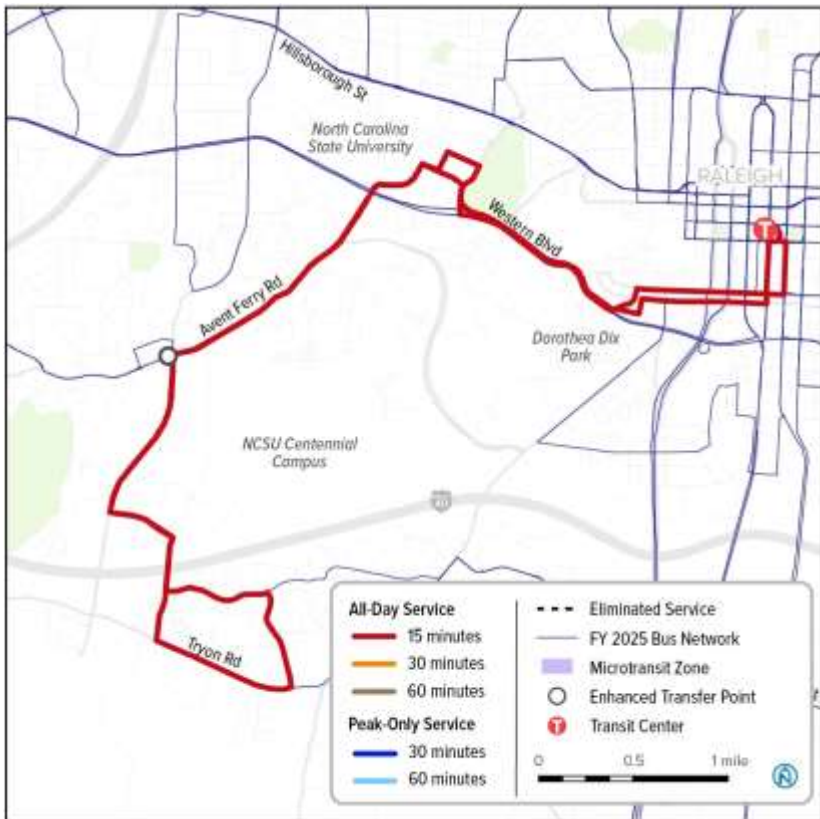 Hillsborough St
North Carolina
State University
RALEIGH
T
Western Blvd
Avent Ferry Rd
Dorothea Dix
Park
NCSU Centennial
Campus
Tryon Rd
All-Day Service
15 minutes
30 minutes
60 minutes
Peak-Only Service
30 minutes
60 minutes
Eliminated Service
FY 2025 Bus Network
Microtransit Zone
Enhanced Transfer Point
T Transit Center
0 0.5 1 mile
N